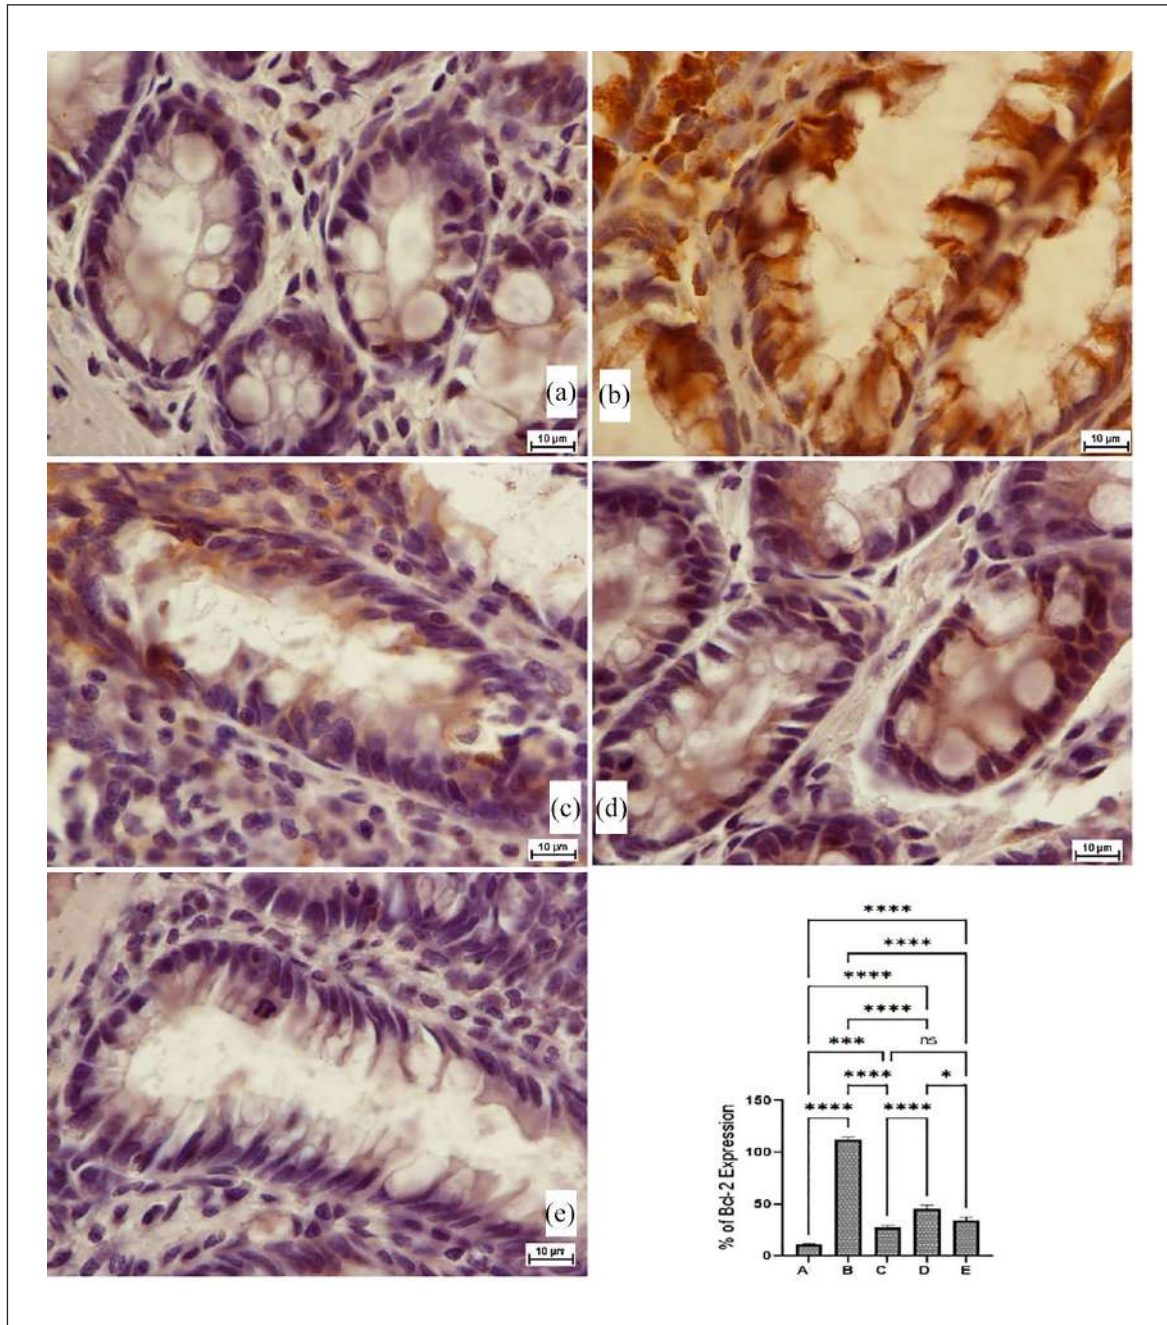 (a)
10 µm
(b)
10 µm
(c)
10 µm
(d)
10 µm
(e)
10 µm
****
****
****
****
***
ns
****
*
****
****
% of Bcl-2 Expression
150
100
50
0
A B C D E